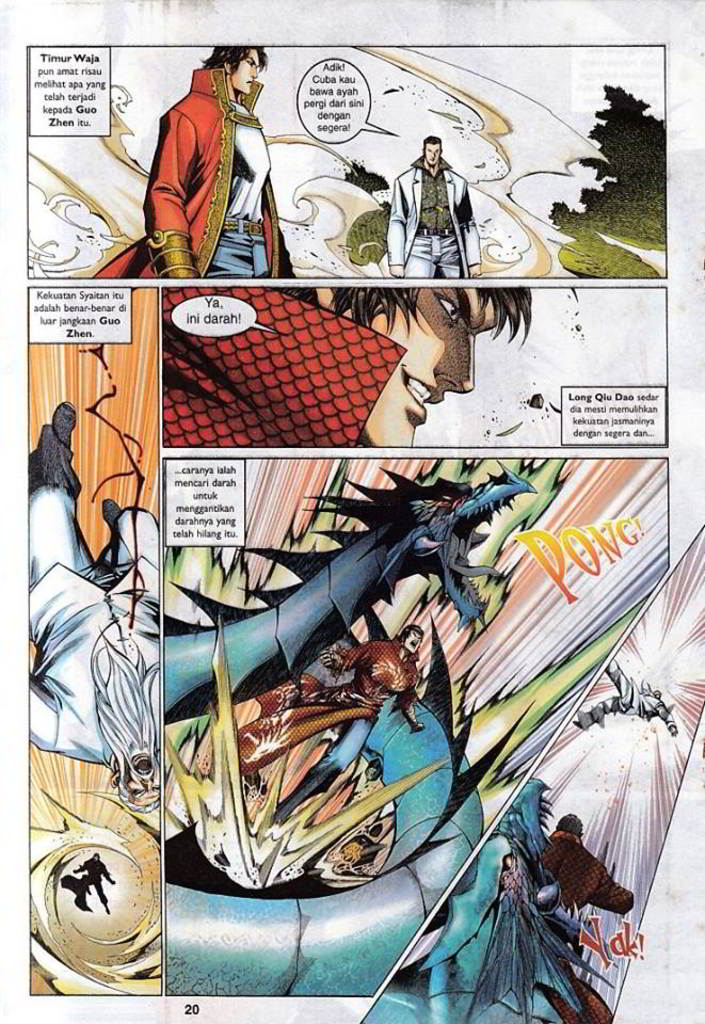 Timur Waja
pun amat risau
melihat apa yang
telah terjadi
kepada Guo
Zhen itu.
Adik!
Cuba kau
bawa ayah
pergi dari sini
dengan
segera!
Kekuatan Syaitan itu
adalah benar-benar di
luar jangkaan Guo
Zhen.
Ya,
ini darah!
Long Qiu Dao sedar
dia mesti memulihkan
kekuatan jasmaninya
dengan segera dan...
...caranya ialah
mencari darah
untuk
menggantikan
darahnya yang
telah hilang itu.
PONG!
Yak!
20